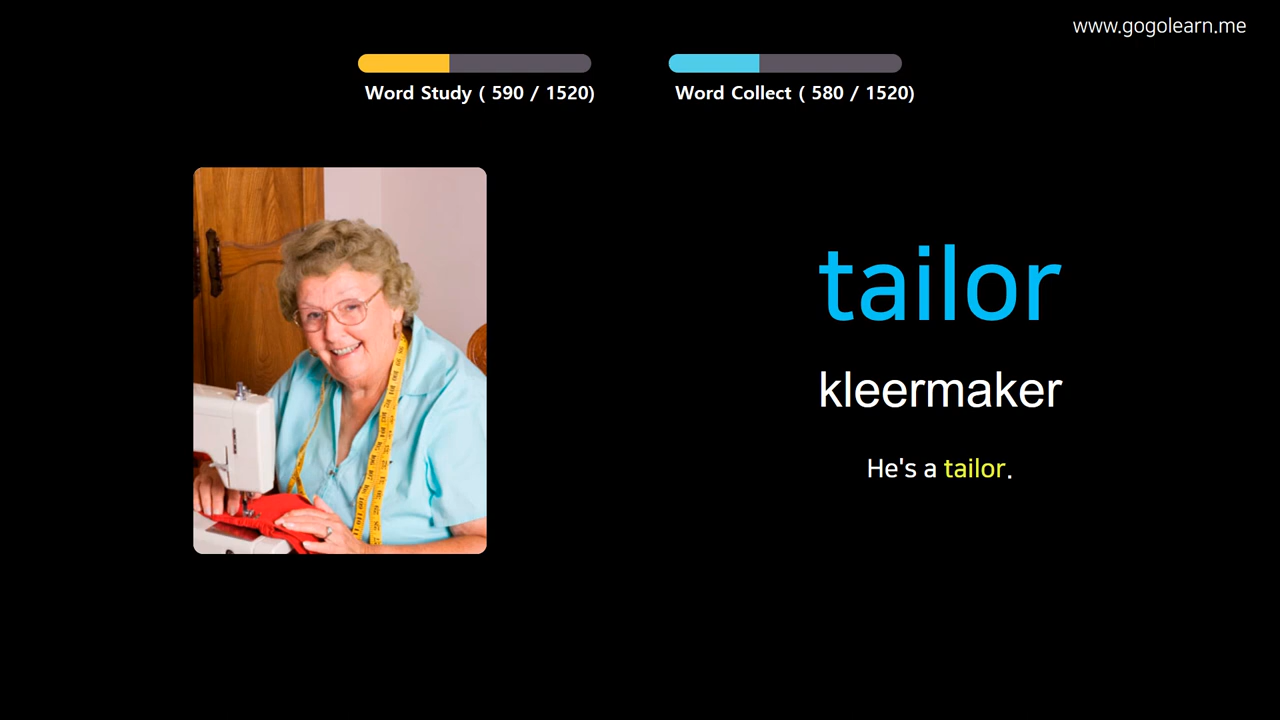 www.gogolearn.me
Word Study ( 590 / 1520)
Word Collect ( 580 / 1520)
tailor
kleermaker
He's a tailor.